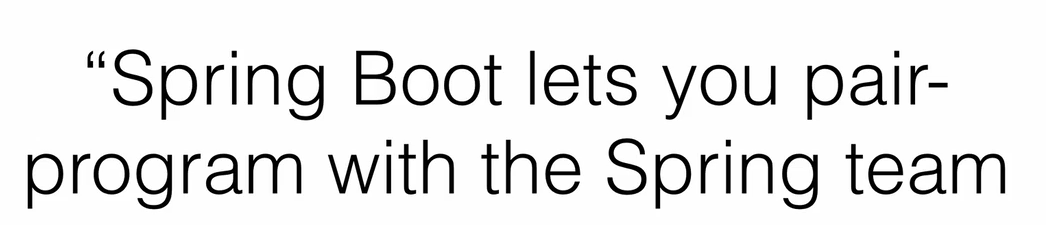 “Spring Boot lets you pair-
program with the Spring team